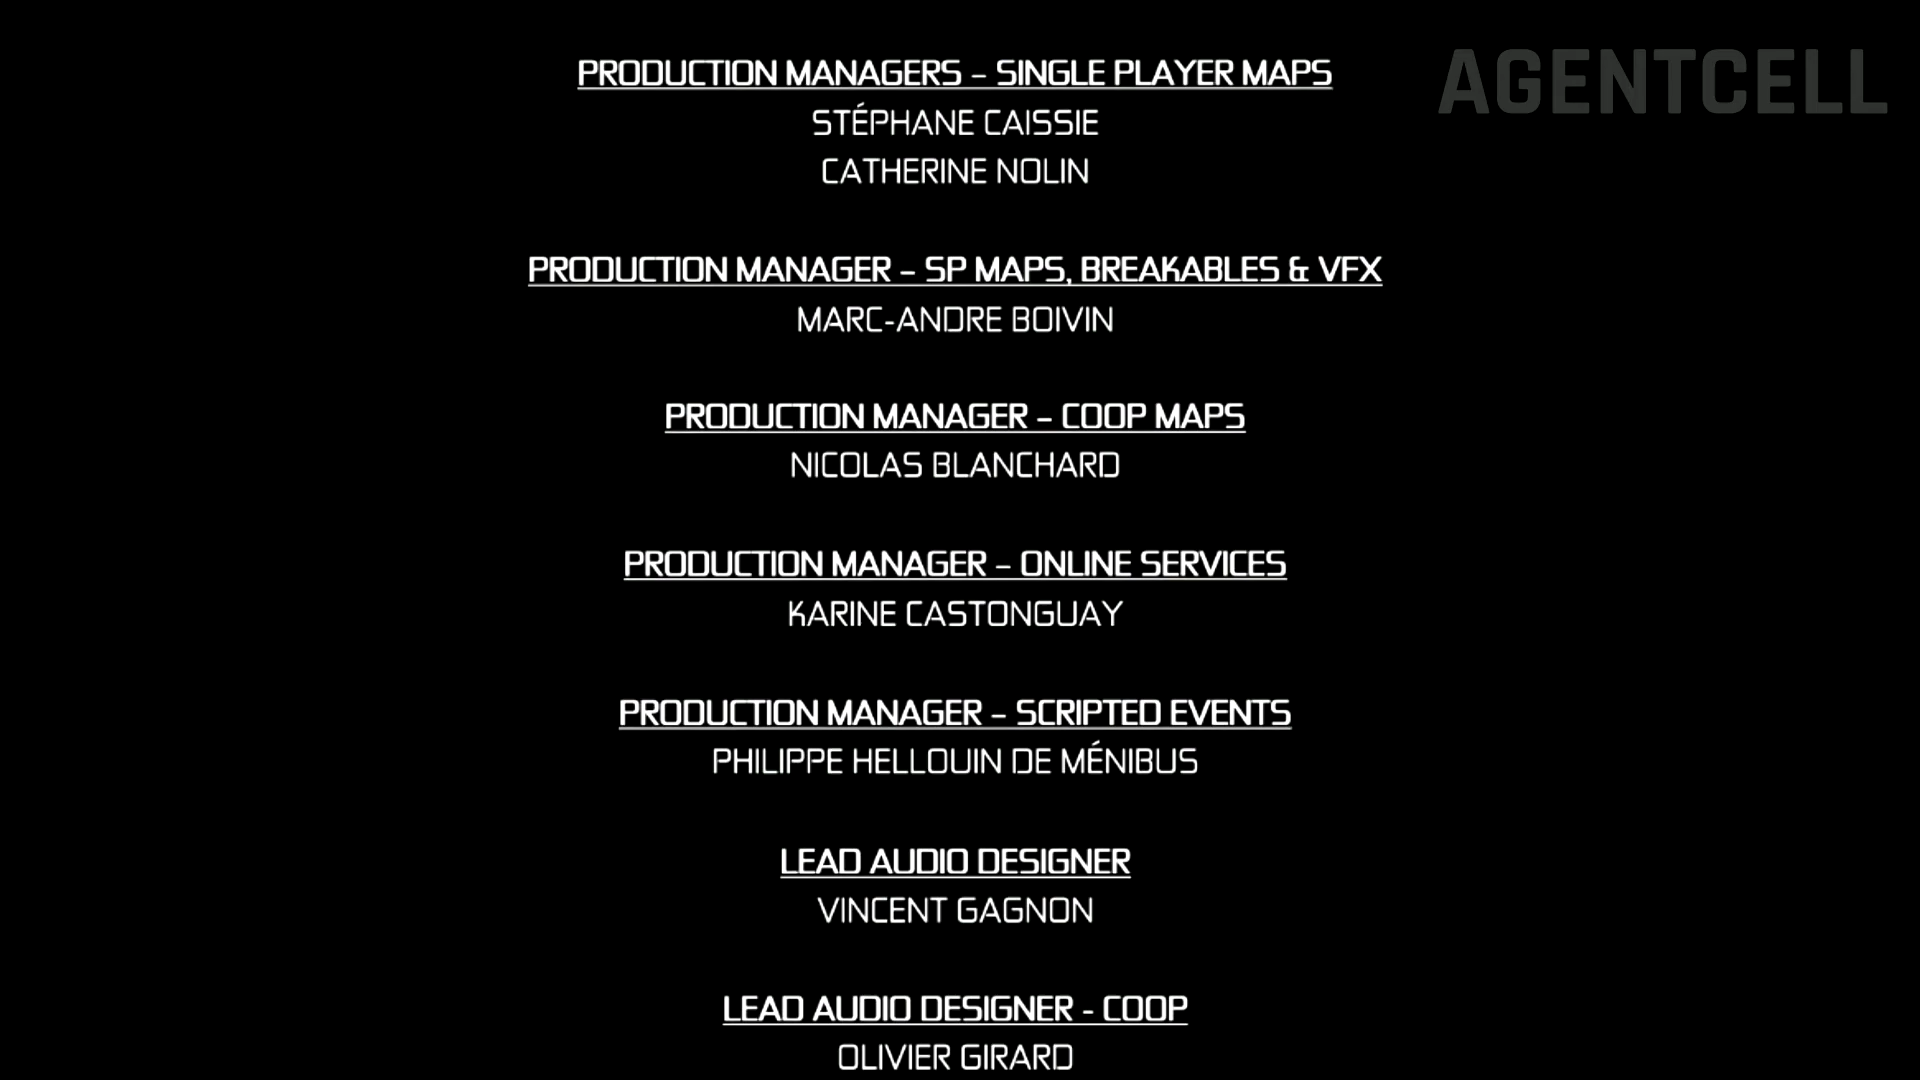 AGENTCELL
PRODUCTION MANAGERS – SINGLE PLAYER MAPS
STÉPHANE CAISSIE
CATHERINE NOLIN
PRODUCTION MANAGER – SP MAPS, BREAKABLES & VFX
MARC-ANDRE BOIVIN
PRODUCTION MANAGER – COOP MAPS
NICOLAS BLANCHARD
PRODUCTION MANAGER – ONLINE SERVICES
KARINE CASTONGUAY
PRODUCTION MANAGER – SCRIPTED EVENTS
PHILIPPE HELLOUIN DE MÉNIBUS
LEAD AUDIO DESIGNER
VINCENT GAGNON
LEAD AUDIO DESIGNER - COOP
OLIVIER GIRARD